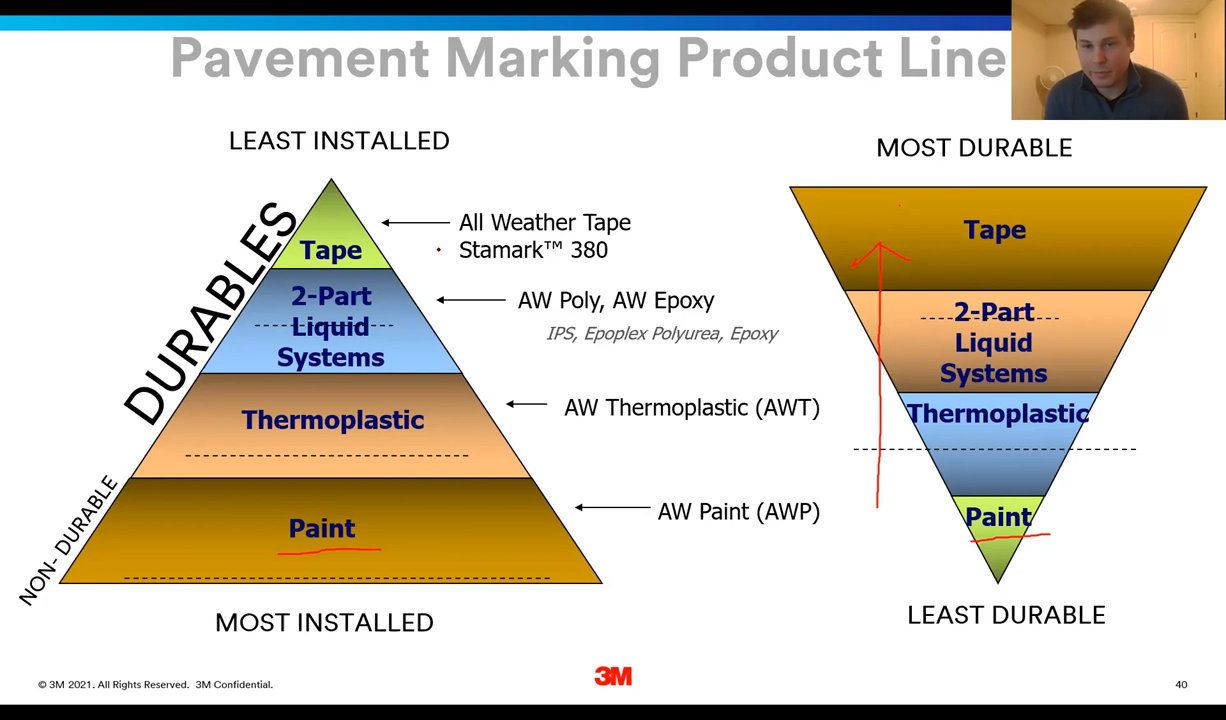 Pavement Marking Product Line
LEAST INSTALLED
DURABLES
NON- DURABLE
Tape
2-Part
Liquid
Systems
Thermoplastic
Paint
MOST INSTALLED
All Weather Tape
Stamark™ 380
AW Poly, AW Epoxy
IPS, Epoplex Polyurea, Epoxy
AW Thermoplastic (AWT)
AW Paint (AWP)
MOST DURABLE
Tape
2-Part
Liquid
Systems
Thermoplastic
Paint
LEAST DURABLE
© 3M 2021. All Rights Reserved. 3M Confidential.
3M
40